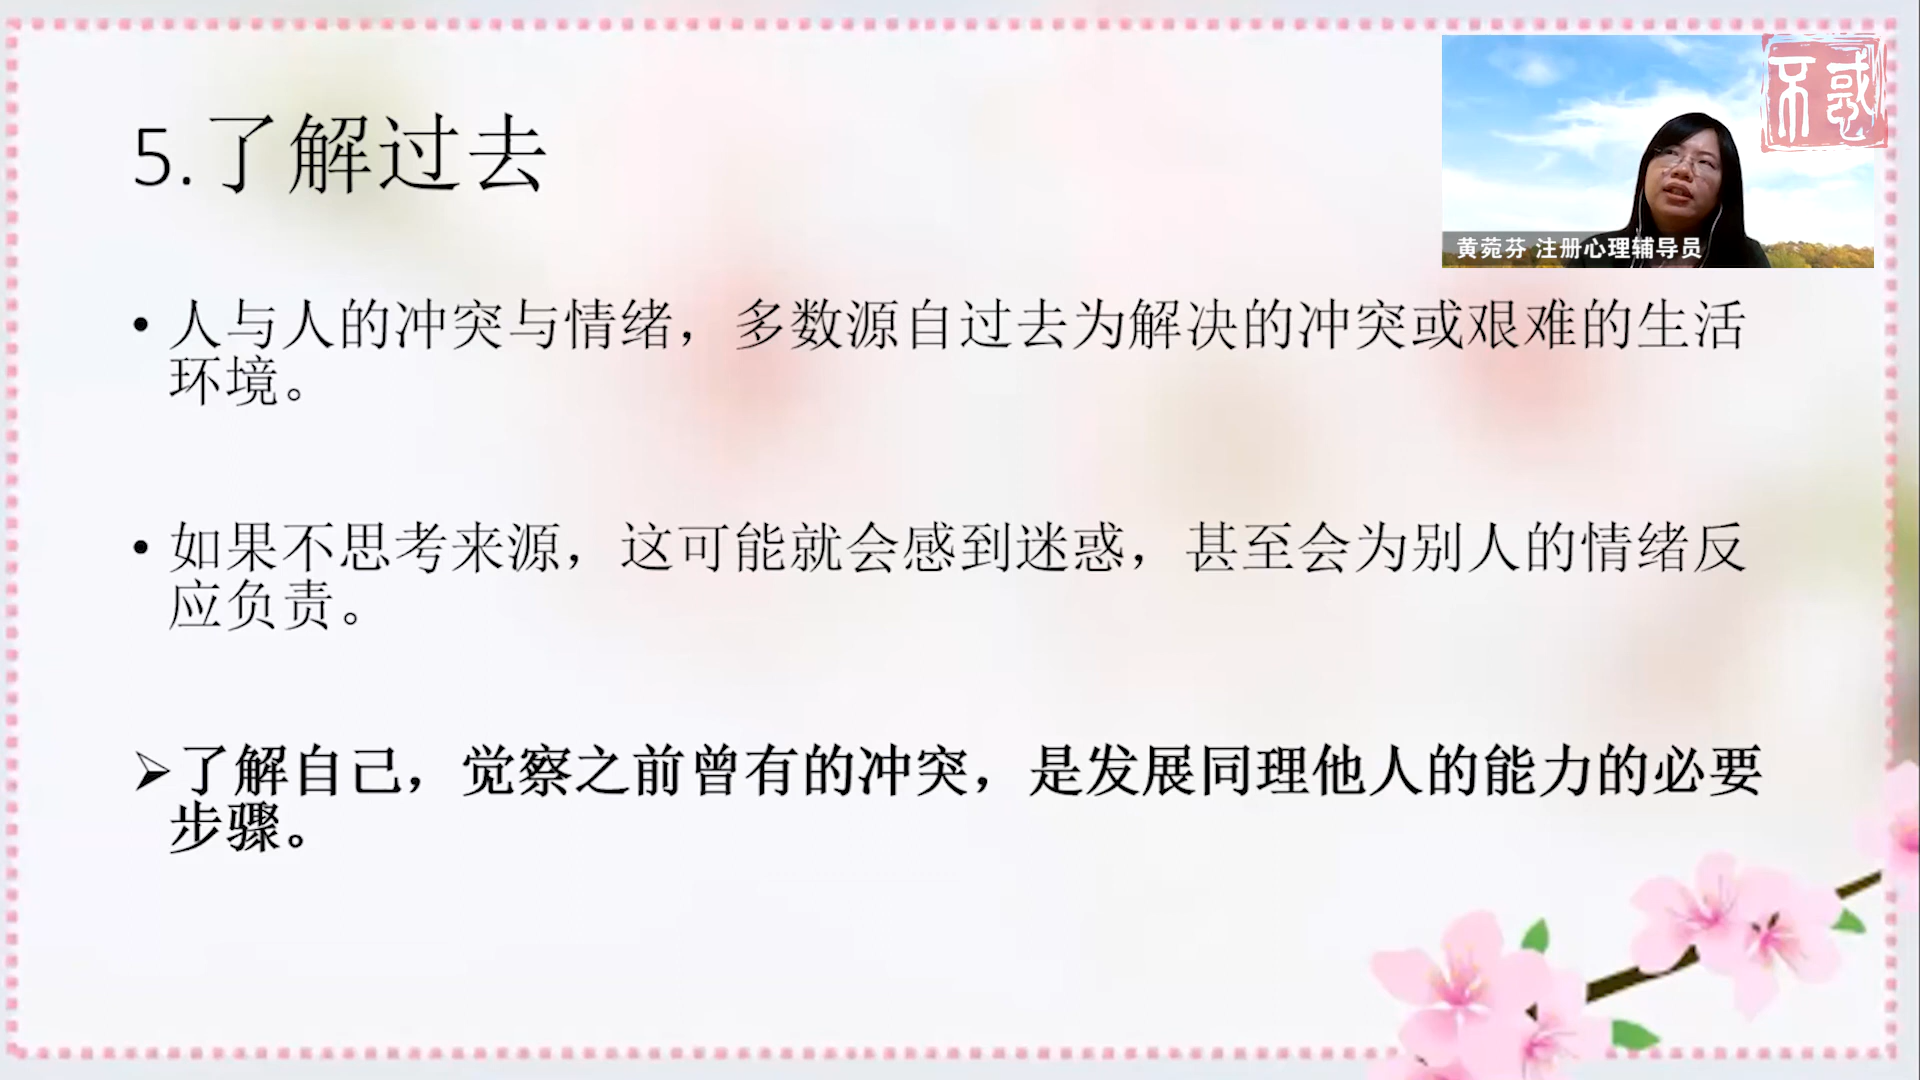 不惑
5.了解过去
黄菀芬 注册心理辅导员
• 人与人的冲突与情绪，多数源自过去为解决的冲突或艰难的生活
环境。
• 如果不思考来源，这可能就会感到迷惑，甚至会为别人的情绪反
应负责。
➢了解自己，觉察之前曾有的冲突，是发展同理他人的能力的必要
步骤。